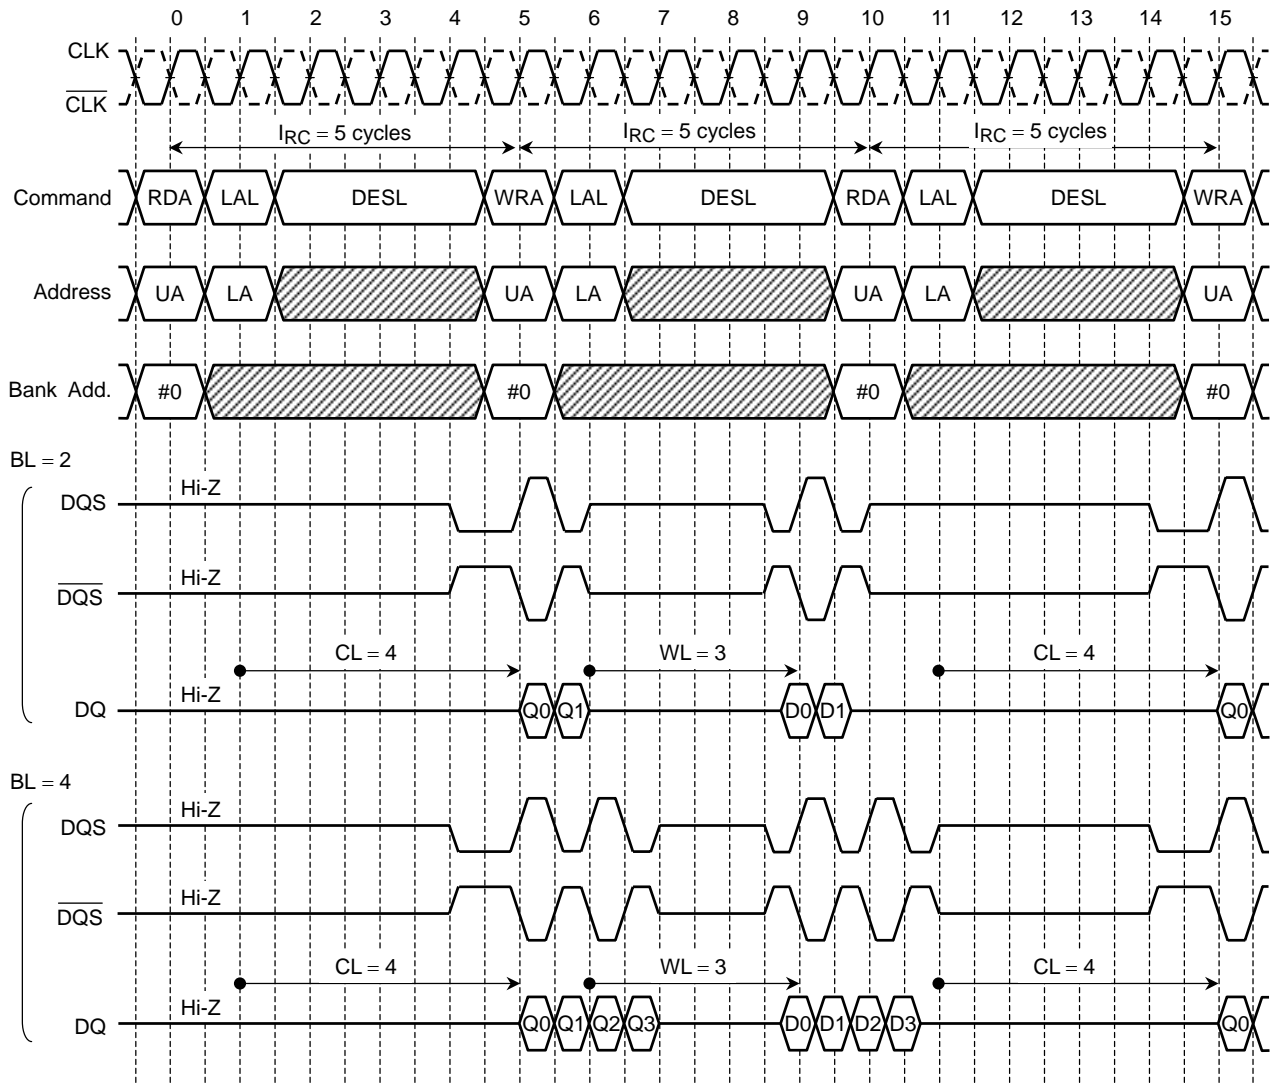 0 1 2 3 4 5 6 7 8 9 10 11 12 13 14 15
CLK
CLK
IRC = 5 cycles IRC = 5 cycles IRC = 5 cycles
Command RDA LAL DESL WRA LAL DESL RDA LAL DESL WRA
Address UA LA UA LA UA LA UA
Bank Add. #0 #0 #0 #0
BL = 2
DQS Hi-Z
DQS Hi-Z
CL = 4 WL = 3 CL = 4
DQ Hi-Z Q0 Q1 D0 D1 Q0
BL = 4
DQS Hi-Z
DQS Hi-Z
CL = 4 WL = 3 CL = 4
DQ Hi-Z Q0 Q1 Q2 Q3 D0 D1 D2 D3 Q0